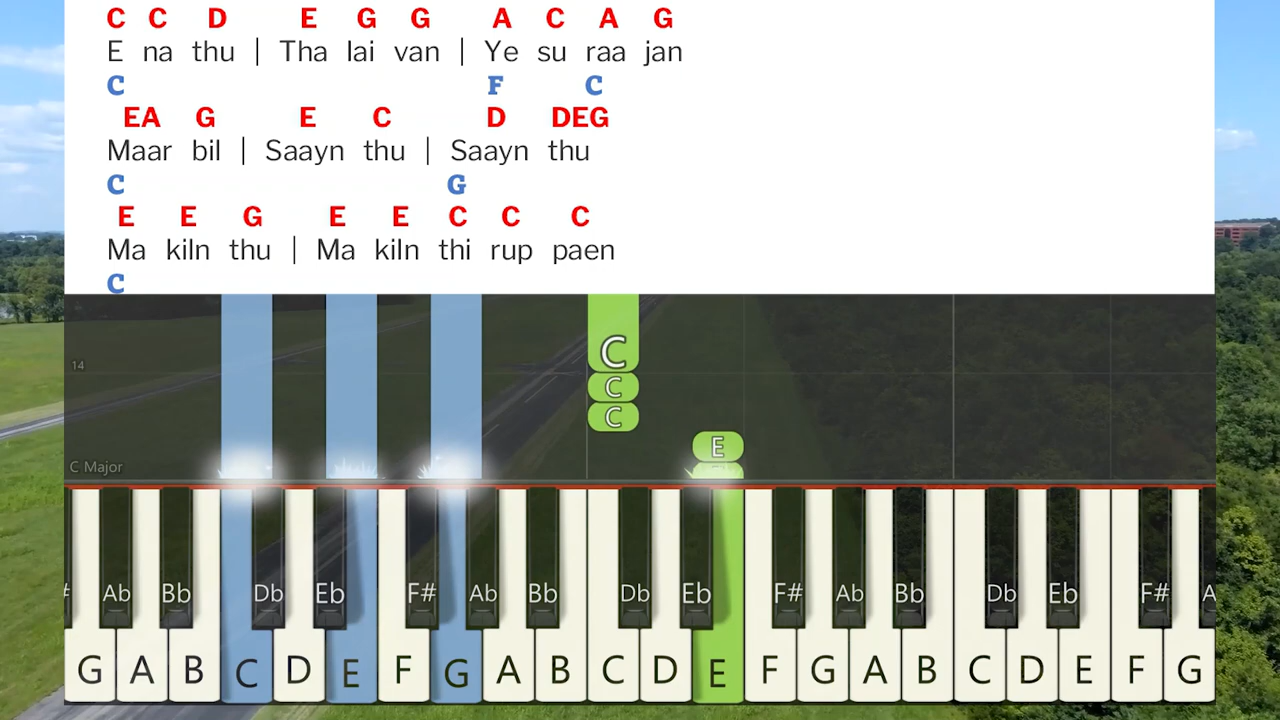 C C D E G G A C A G
E na thu | Tha lai van | Ye su raa jan
C F C
EA G E C D DEG
Maar bil | Saayn thu | Saayn thu
C G
E E G E E C C C
Ma kiln thu | Ma kiln thi rup paen
C
C
14
C
C
E
C Major
# Ab Bb Db Eb F# Ab Bb Db Eb F# Ab Bb Db Eb F# A
G A B C D E F G A B C D E F G A B C D E F G